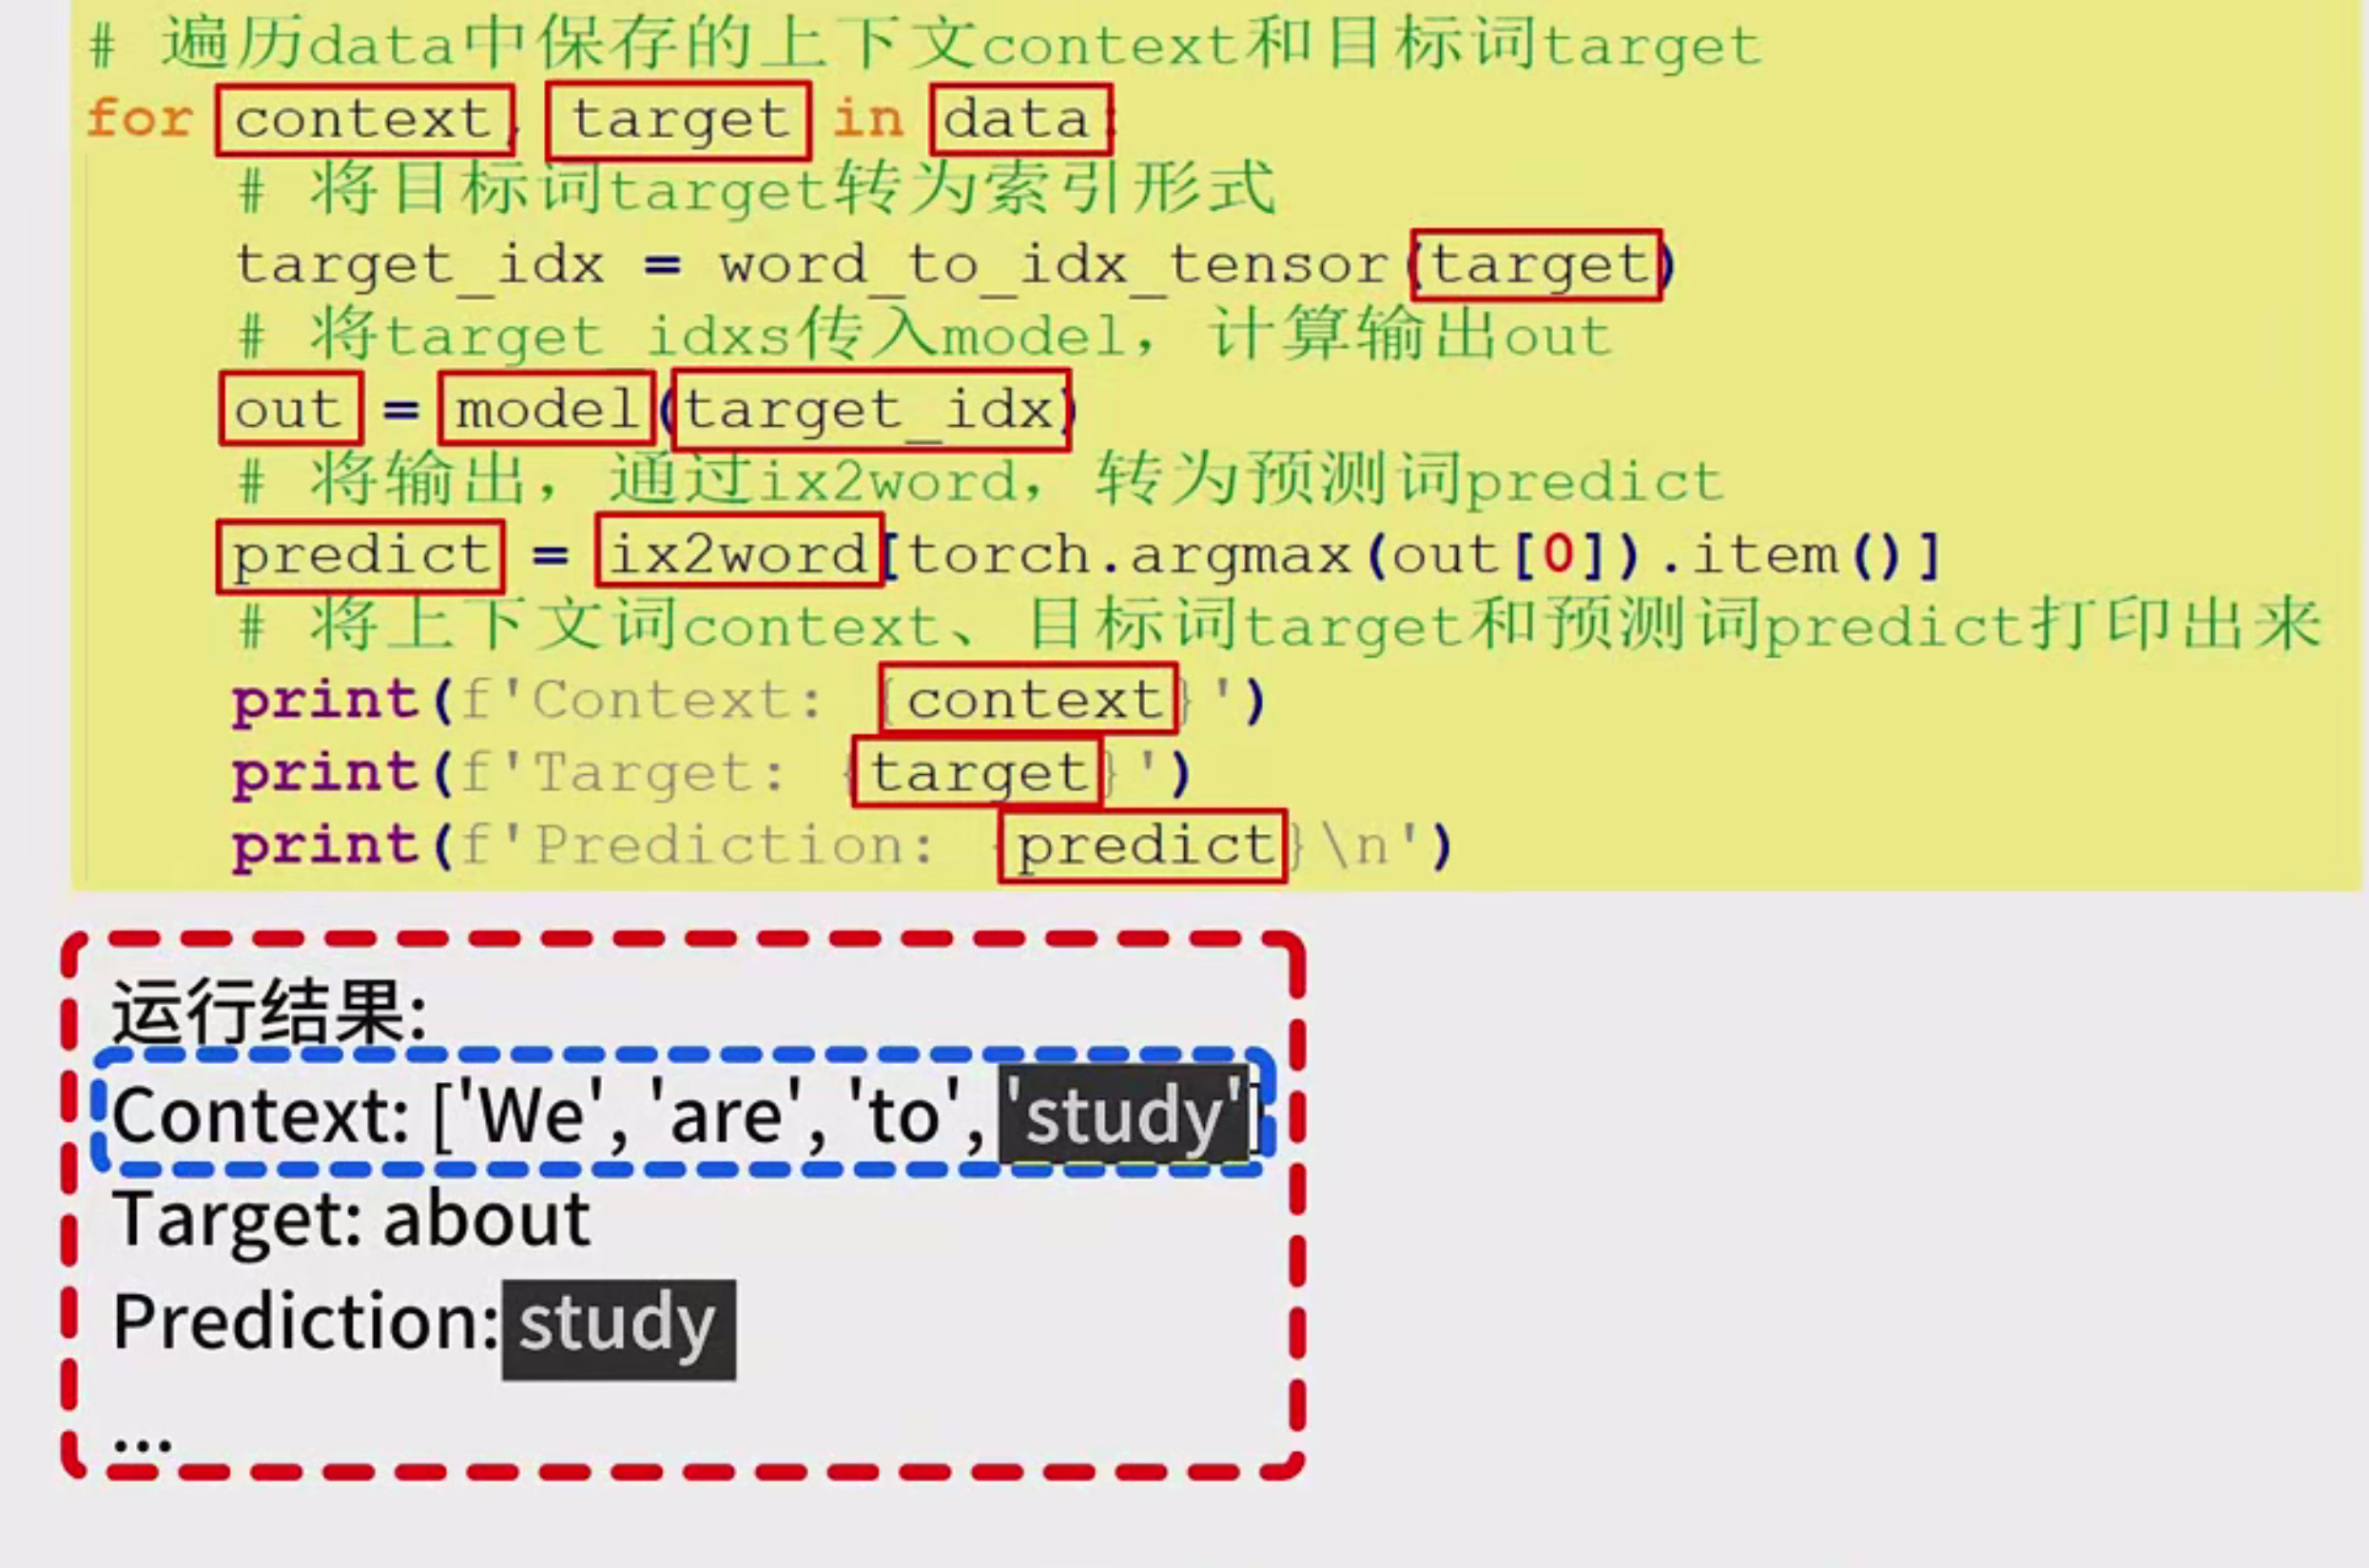 # 遍历data中保存的上下文context和目标词target
for context, target in data:
# 将目标词target转为索引形式
target_idx = word_to_idx_tensor(target)
# 将target_idxs传入model，计算输出out
out = model(target_idx)
# 将输出，通过ix2word，转为预测词predict
predict = ix2word[torch.argmax(out[0]).item()]
# 将上下文词context、目标词target和预测词predict打印出来
print(f'Context: {context}')
print(f'Target: {target}')
print(f'Prediction: {predict}\n')
运行结果:
Context: ['We', 'are', 'to', 'study']
Target: about
Prediction: study
...